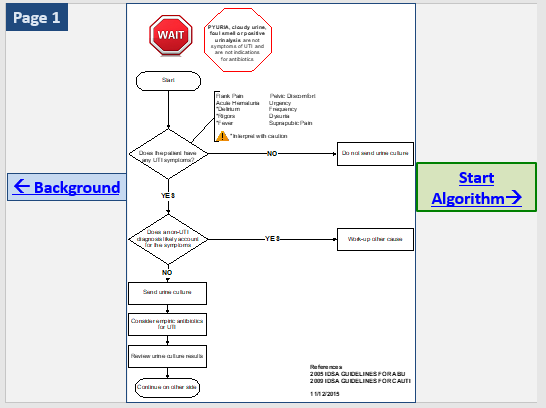 Page 1
WAIT
PYURIA, cloudy urine,
foul smell or positive
urinalysis are not
symptoms of UTI and
are not indications
for antibiotics
Start
Flank Pain Pelvic Discomfort
Acute Hematuria Urgency
*Delirium Frequency
*Rigors Dysuria
*Fever Suprapubic Pain
*Interpret with caution
Does the patient have
any UTI symptoms?
NO
Do not send urine culture
← Background
Start
Algorithm→
YES
Does a non-UTI
diagnosis likely account
for the symptoms
YES
Work-up other cause
NO
Send urine culture
Consider empiric antibiotics
for UTI
Review urine culture results
Continue on other side
References
2005 IDSA GUIDELINES FOR ABU
2009 IDSA GUIDELINES FOR CAUTI
11/12/2015